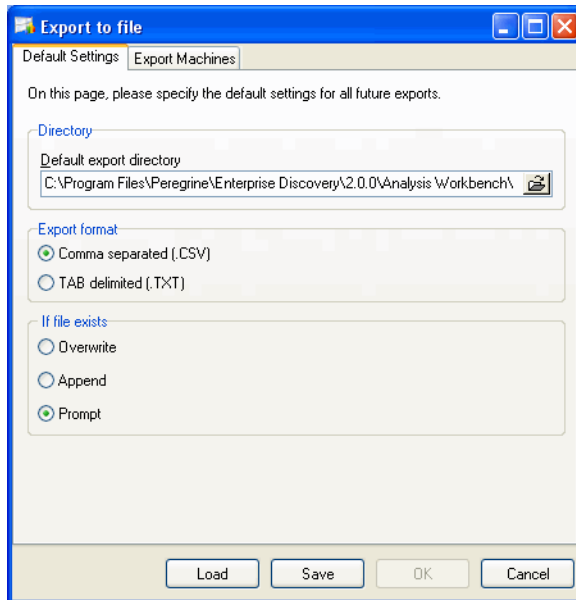 Export to file
Default Settings Export Machines
On this page, please specify the default settings for all future exports.
Directory
Default export directory
C:\Program Files\Peregrine\Enterprise Discovery\2.0.0\Analysis Workbench\
Export format
Comma separated (.CSV)
TAB delimited (.TXT)
If file exists
Overwrite
Append
Prompt
Load Save OK Cancel